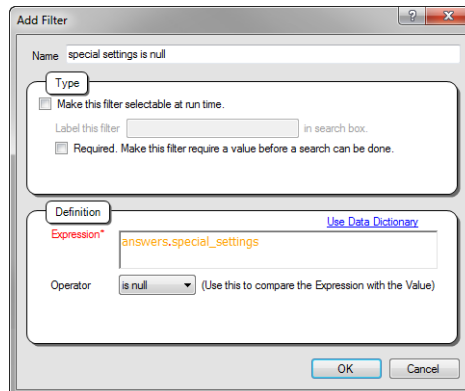 Add Filter
Name special settings is null
Type
Make this filter selectable at run time.
Label this filter in search box.
Required. Make this filter require a value before a search can be done.
Definition
Use Data Dictionary
Expression*
answers.special_settings
Operator is null (Use this to compare the Expression with the Value)
OK Cancel